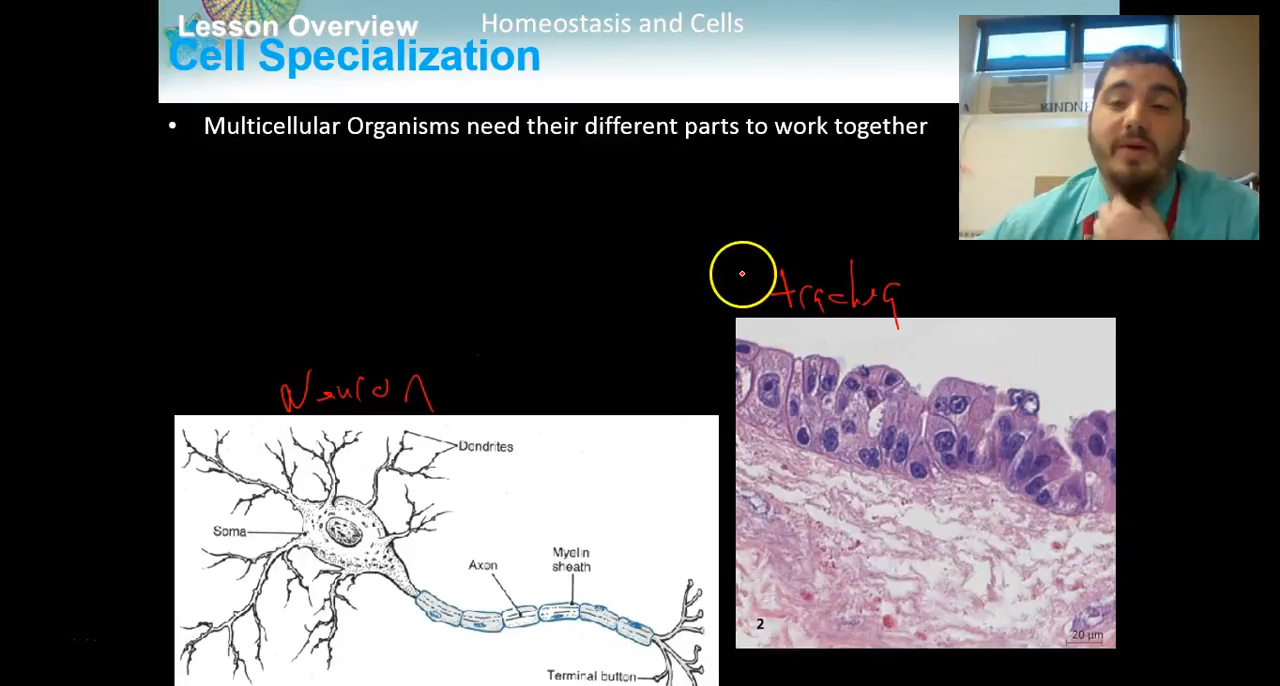 Lesson Overview
Homeostasis and Cells
Cell Specialization
• Multicellular Organisms need their different parts to work together
KINDNE
trachea
Neuron
Dendrites
Soma
Axon
Myelin
sheath
Terminal button
2
20 µm